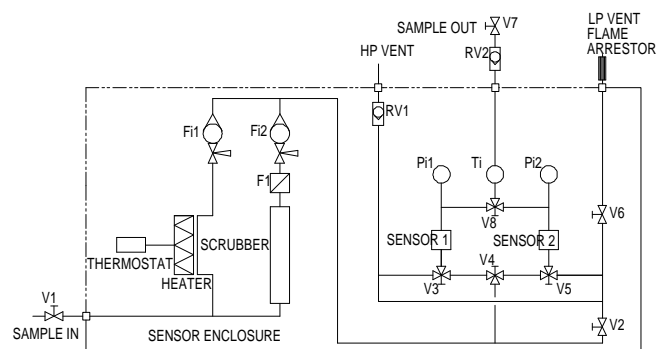 SAMPLE OUT
V7
LP VENT
FLAME
ARRESTOR
HP VENT
RV2
RV1
Fi1
Fi2
Pi1
Ti
Pi2
F1
V8
V6
SCRUBBER
SENSOR 1
SENSOR 2
THERMOSTAT
HEATER
V4
V3
V5
V1
V2
SAMPLE IN
SENSOR ENCLOSURE